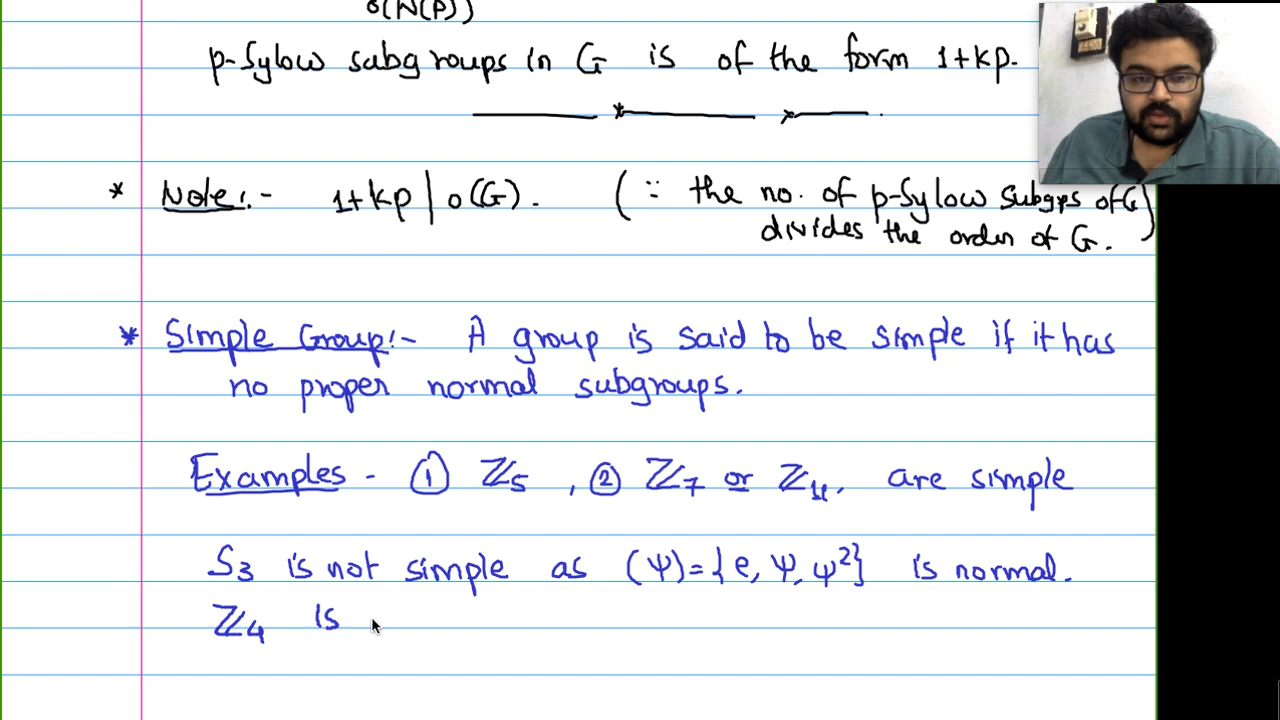 o(N(P))
p-Sylow subgroups in G is of the form 1+kp.
* Note:- 1+kp | o(G). (∵ the no. of p-Sylow subgps of G)
divides the order of G.
* Simple Group:- A group is said to be simple if it has
no proper normal subgroups.
Examples - ① ℤ5 , ② ℤ7 or ℤ11. are simple
S3 is not simple as (ψ)={e, ψ, ψ²} is normal.
ℤ4 is